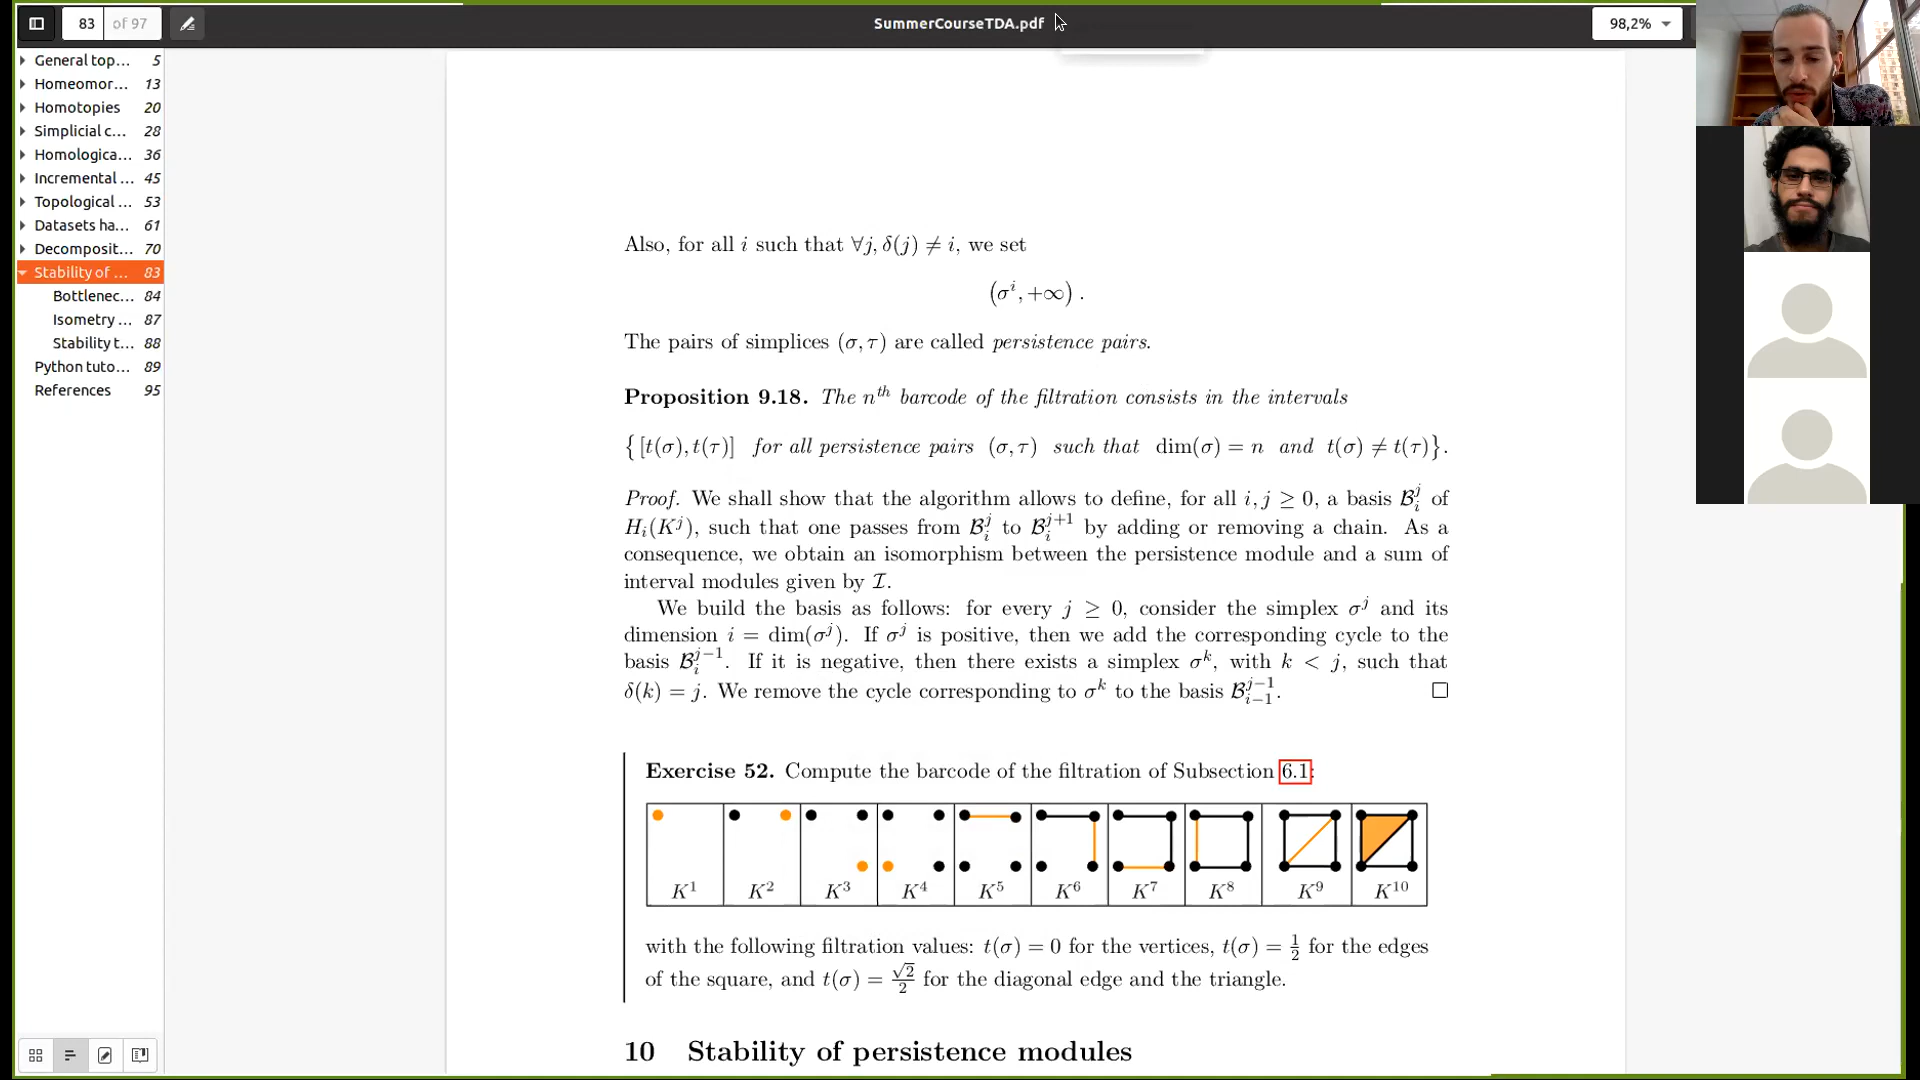 83 of 97
SummerCourseTDA.pdf
98,2%
General top... 5
Homeomor... 13
Homotopies 20
Simplicial c... 28
Homologica... 36
Incremental ... 45
Topological ... 53
Datasets ha... 61
Decomposit... 70
Stability of ... 83
Bottlenec... 84
Isometry ... 87
Stability t... 88
Python tuto... 89
References 95
Also, for all i such that ∀j, δ(j) ≠ i, we set
(σ^i, +∞) .
The pairs of simplices (σ, τ) are called persistence pairs.
Proposition 9.18. The n^th barcode of the filtration consists in the intervals
{ [t(σ), t(τ)] for all persistence pairs (σ, τ) such that dim(σ) = n and t(σ) ≠ t(τ)}.
Proof. We shall show that the algorithm allows to define, for all i, j ≥ 0, a basis ℬ_i^j of
H_i(K^j), such that one passes from ℬ_i^j to ℬ_i^{j+1} by adding or removing a chain. As a
consequence, we obtain an isomorphism between the persistence module and a sum of
interval modules given by ℐ.
We build the basis as follows: for every j ≥ 0, consider the simplex σ^j and its
dimension i = dim(σ^j). If σ^j is positive, then we add the corresponding cycle to the
basis ℬ_i^{j−1}. If it is negative, then there exists a simplex σ^k, with k < j, such that
δ(k) = j. We remove the cycle corresponding to σ^k to the basis ℬ_{i−1}^{j−1}. □
Exercise 52. Compute the barcode of the filtration of Subsection 6.1:
K^1 K^2 K^3 K^4 K^5 K^6 K^7 K^8 K^9 K^10
with the following filtration values: t(σ) = 0 for the vertices, t(σ) = 1/2 for the edges
of the square, and t(σ) = √2/2 for the diagonal edge and the triangle.
10 Stability of persistence modules